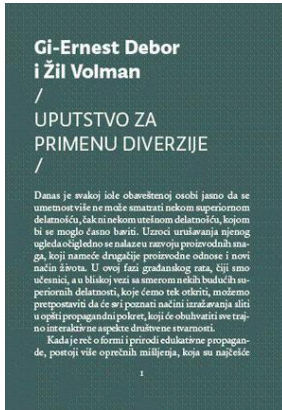 Gi-Ernest Debor
i Žil Volman
/
UPUTSTVO ZA
PRIMENU DIVERZIJE
/
Danas je svakoj iole obaveštenoj osobi jasno da se
umetnost više ne može smatrati nekom superiornom
delatnošću, čak ni nekom utešnom delatnošću, kojom
bi se moglo časno baviti. Uzroci urušavanja njenog
ugleda očigledno se nalaze u razvoju proizvodnih sna-
ga, koji nameće drugačije proizvodne odnose i novi
način života. U ovoj fazi građanskog rata, čiji smo
učesnici, a u bliskoj vezi sa smerom nekih budućih su-
periornih delatnosti, koje ćemo tek otkriti, možemo
pretpostaviti da će svi poznati načini izražavanja sliti
u opšti propagandni pokret, koji će obuhvatiti sve traj-
no interaktivne aspekte društvene stvarnosti.
Kada je reč o formi i prirodi edukativne propagan-
de, postoji više oprečnih mišljenja, koja su najčešće
1